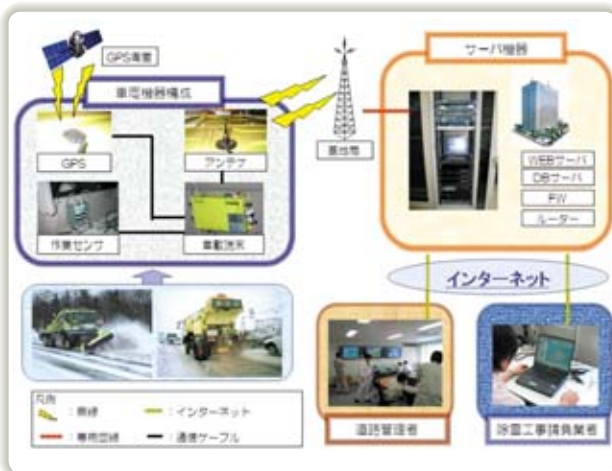 GPS衛星
車両機器構成
GPS
アンテナ
作業センサ
車載端末
基地局
サーバ機器
WEBサーバ
DBサーバ
FW
ルーター
インターネット
道路管理者
除雪工事請負業者
凡例
：無線
：インターネット
：専用回線
：通信ケーブル